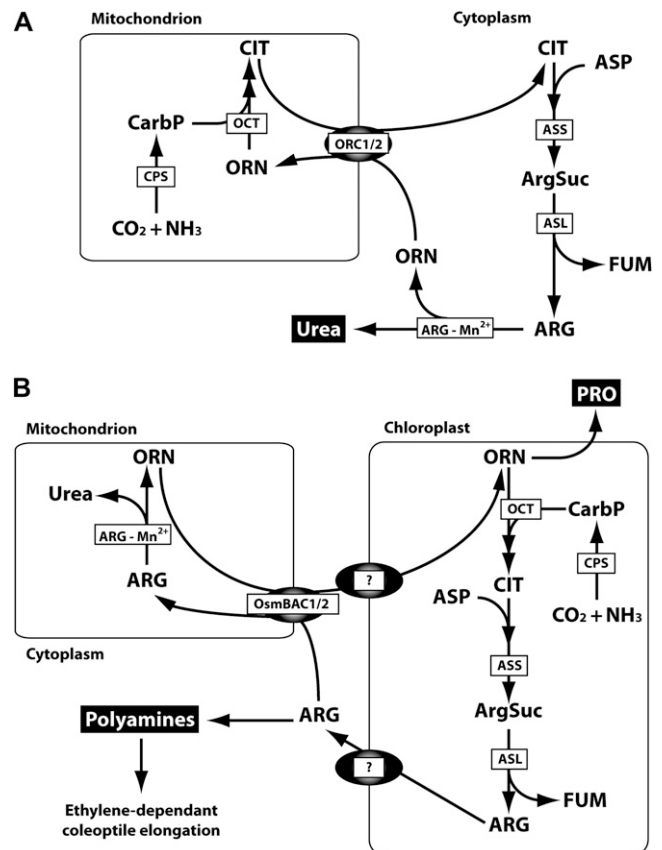 A
Mitochondrion
Cytoplasm
CIT
CIT
ASP
CarbP
OCT
ORC1/2
ASS
CPS
ORN
ArgSuc
CO₂ + NH₃
ASL
ORN
FUM
Urea
ARG - Mn²⁺
ARG
B
PRO
Mitochondrion
Chloroplast
ORN
ORN
Urea
OCT
CarbP
ARG - Mn²⁺
CPS
ARG
?
CIT
OsmBAC1/2
ASP
CO₂ + NH₃
Cytoplasm
ASS
Polyamines
ARG
ArgSuc
?
ASL
Ethylene-dependant
coleoptile elongation
FUM
ARG